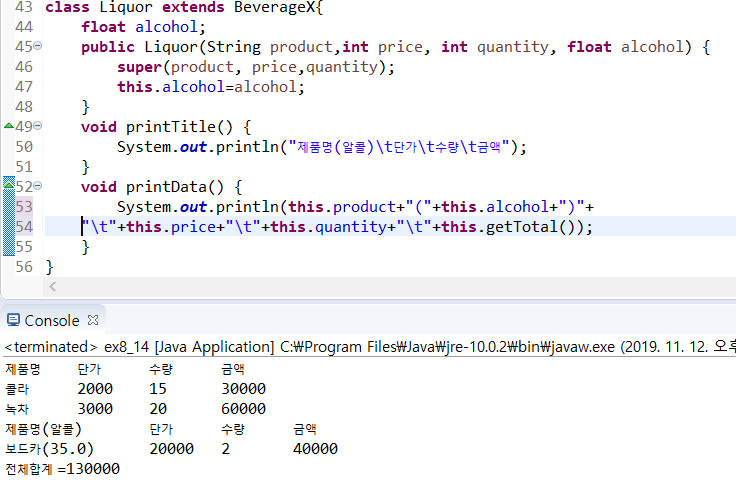 43 class Liquor extends BeverageX{
44 float alcohol;
45 public Liquor(String product,int price, int quantity, float alcohol) {
46 super(product, price,quantity);
47 this.alcohol=alcohol;
48 }
49 void printTitle() {
50 System.out.println("제품명(알콜)\t단가\t수량\t금액");
51 }
52 void printData() {
53 System.out.println(this.product+"("+this.alcohol+")"+
54 "\t"+this.price+"\t"+this.quantity+"\t"+this.getTotal());
55 }
56 }
Console
<terminated> ex8_14 [Java Application] C:₩Program Files₩Java₩jre-10.0.2₩bin₩javaw.exe (2019. 11. 12. 오후
제품명 단가 수량 금액
콜라 2000 15 30000
녹차 3000 20 60000
제품명(알콜) 단가 수량 금액
보드카(35.0) 20000 2 40000
전체합계 =130000